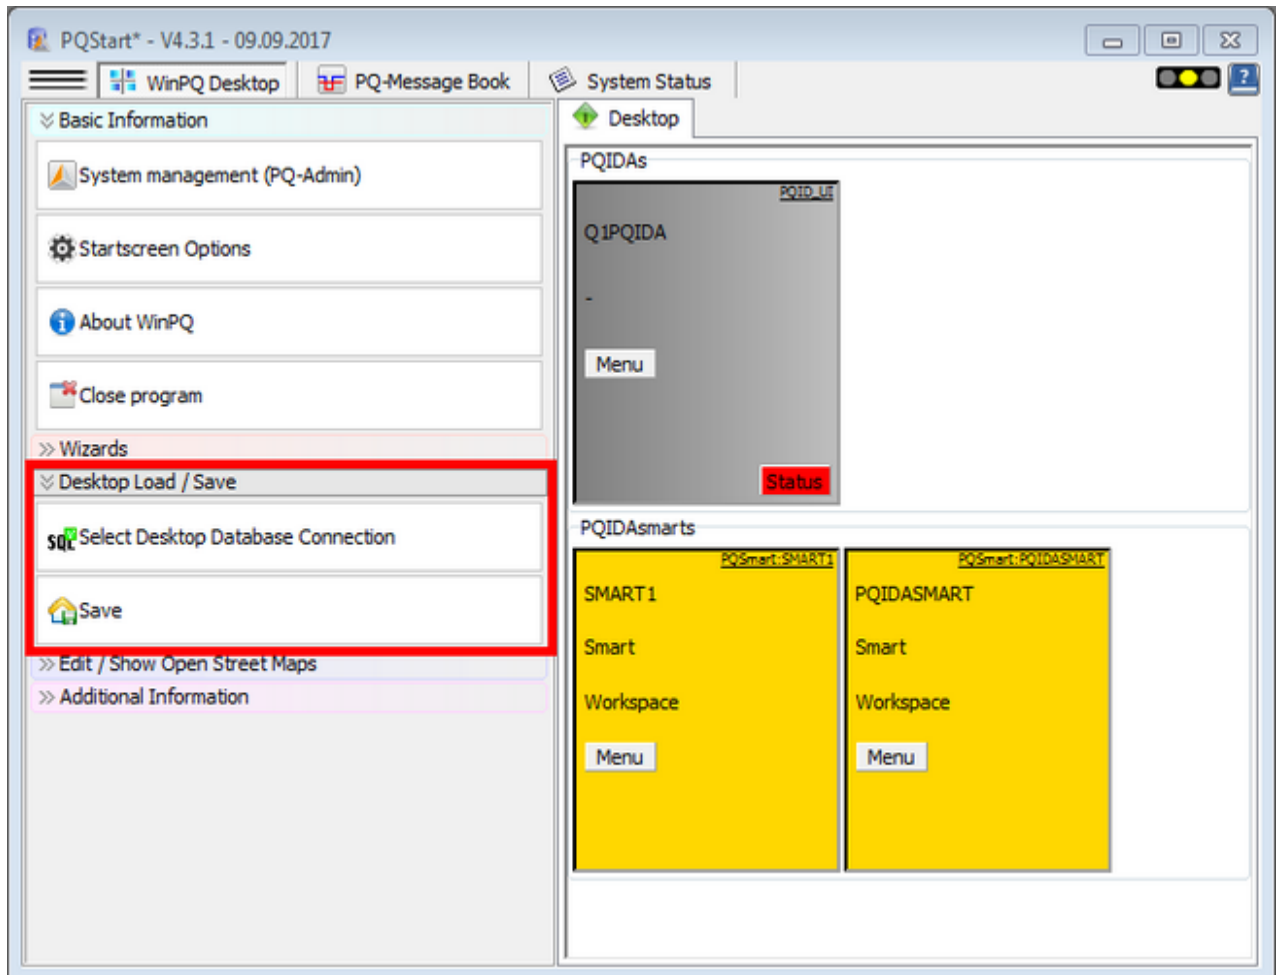 PQStart* - V4.3.1 - 09.09.2017
WinPQ Desktop
PQ-Message Book
System Status
?
Basic Information
System management (PQ-Admin)
Startscreen Options
About WinPQ
Close program
Wizards
Desktop Load / Save
SQL Select Desktop Database Connection
Save
Edit / Show Open Street Maps
Additional Information
Desktop
PQIDAs
PQID_UI
Q1PQIDA
-
Menu
Status
PQIDAsmarts
PQSmart:SMART1
SMART1
Smart
Workspace
Menu
PQSmart:PQIDASMART
PQIDASMART
Smart
Workspace
Menu